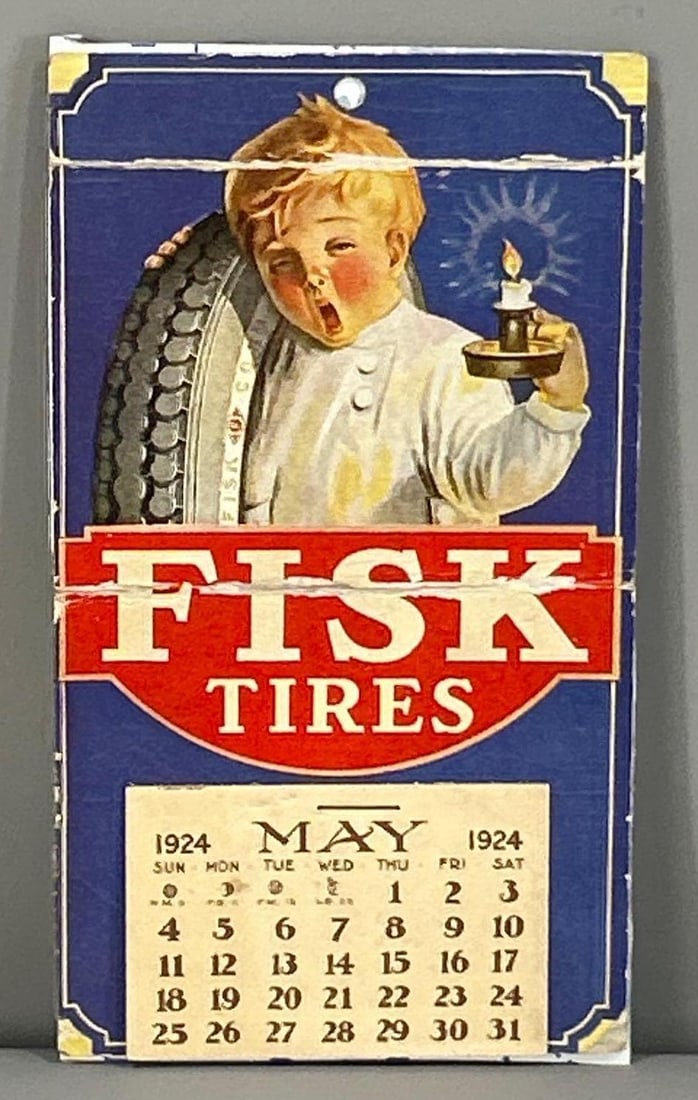 FISK CO
FISK
TIRES
1924 MAY 1924
SUN MON TUE WED THU FRI SAT
1 2 3
4 5 6 7 8 9 10
11 12 13 14 15 16 17
18 19 20 21 22 23 24
25 26 27 28 29 30 31